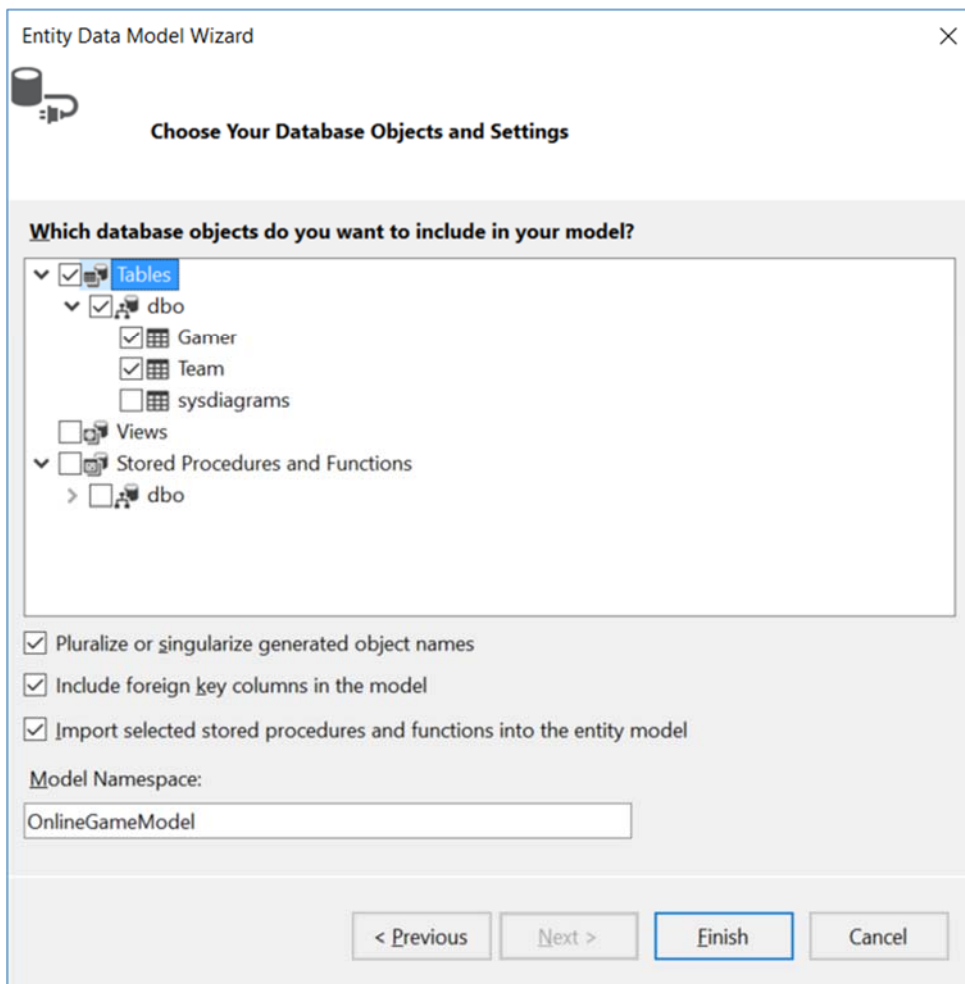 Entity Data Model Wizard
Choose Your Database Objects and Settings
Which database objects do you want to include in your model?
Tables
dbo
Gamer
Team
sysdiagrams
Views
Stored Procedures and Functions
dbo
Pluralize or singularize generated object names
Include foreign key columns in the model
Import selected stored procedures and functions into the entity model
Model Namespace:
OnlineGameModel
< Previous Next > Finish Cancel